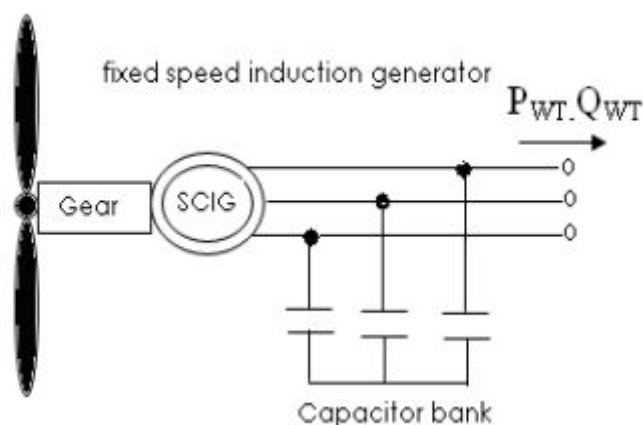 fixed speed induction generator
P_WT. Q_WT
Gear
SCIG
Capacitor bank